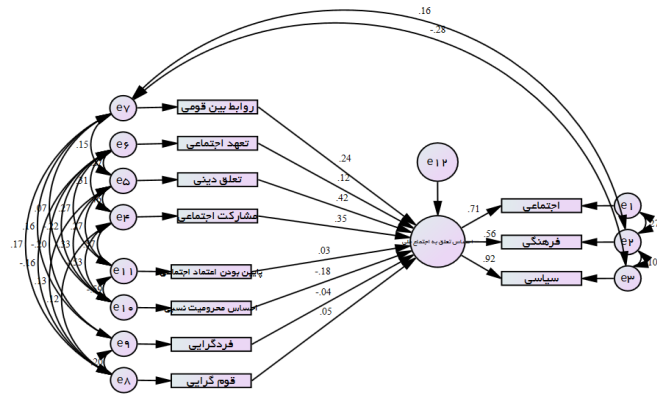 .16
-.28
e۷
روابط بین قومی
e۶
تعهد اجتماعی
e۵
تعلق دینی
e۴
مشارکت اجتماعی
e۱۱
پایین بودن اعتماد اجتماعی
e۱۰
احساس محرومیت نسبی
e۹
فردگرایی
e۸
قوم گرایی
.24
.12
.42
.35
.03
-.18
-.04
.05
e۱۲
.71
.56
.92
اجتماعی
فرهنگی
سیاسی
e۱
e۲
e۳
.15
.16
.17
-.20
-.16